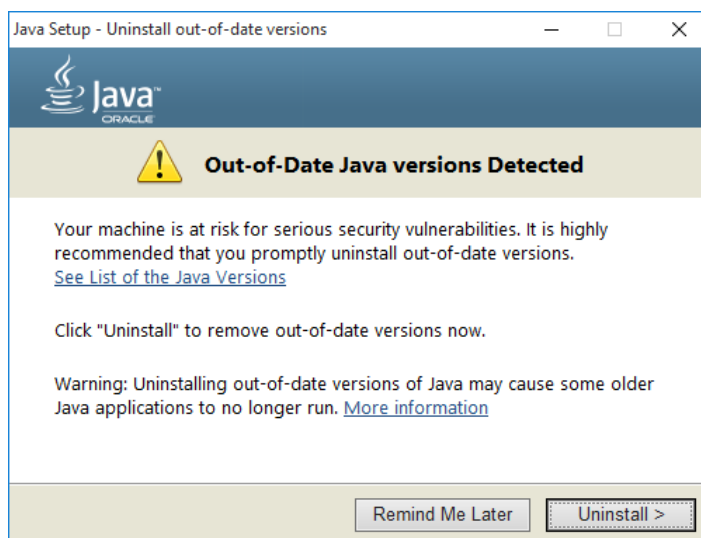 Java Setup - Uninstall out-of-date versions
Java™
ORACLE
Out-of-Date Java versions Detected
Your machine is at risk for serious security vulnerabilities. It is highly
recommended that you promptly uninstall out-of-date versions.
See List of the Java Versions
Click "Uninstall" to remove out-of-date versions now.
Warning: Uninstalling out-of-date versions of Java may cause some older
Java applications to no longer run. More information
Remind Me Later Uninstall >